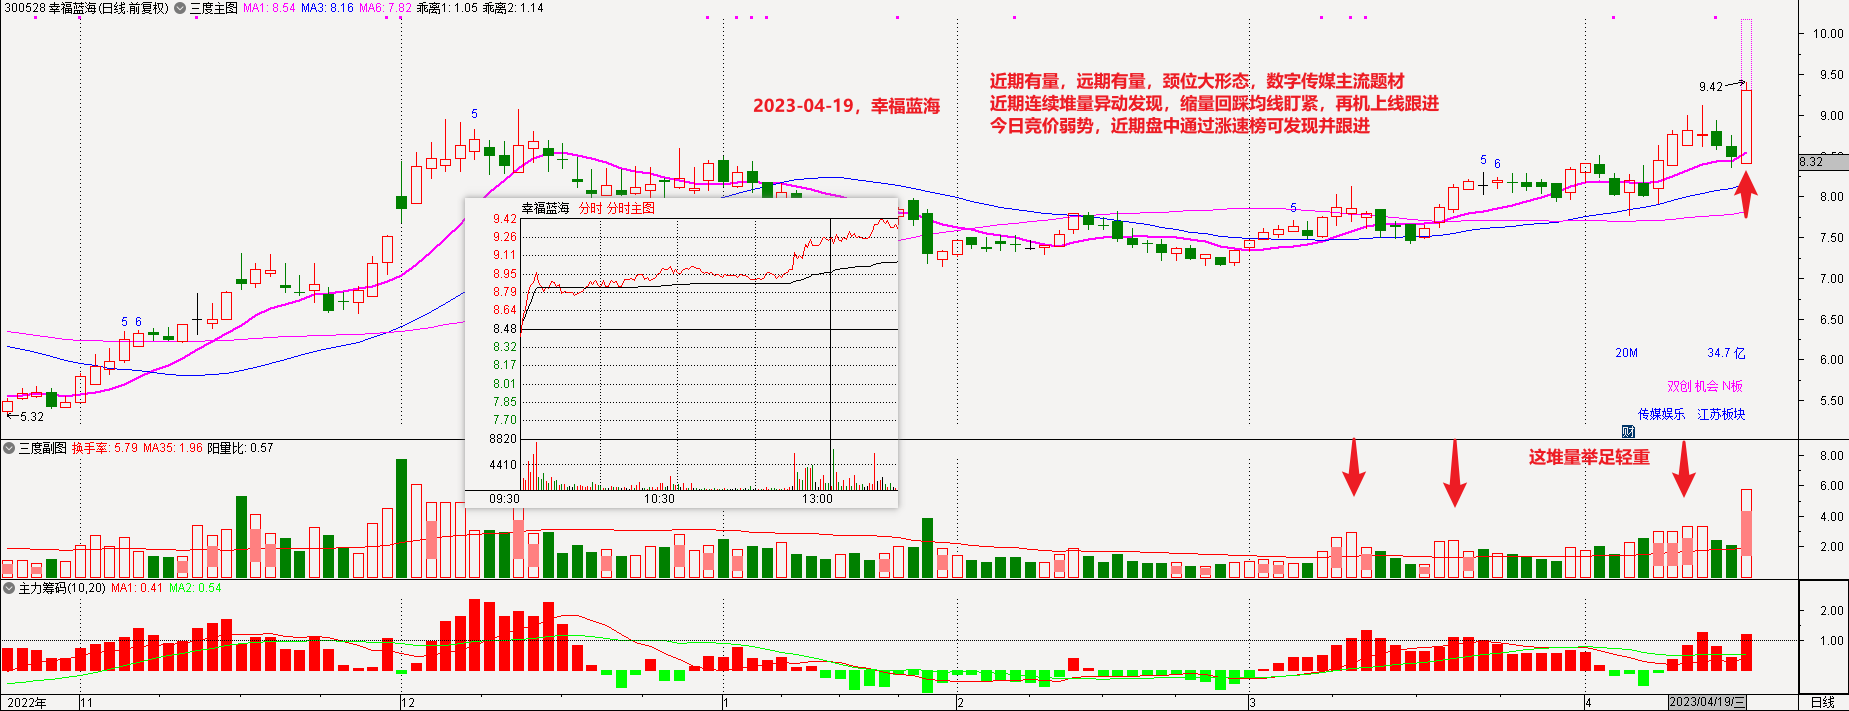 300528 幸福蓝海(日线.前复权) 三度主图 MA1: 8.54 MA3: 8.16 MA6: 7.82 乖离1: 1.05 乖离2: 1.14
10.00
9.50
9.00
8.32
8.00
7.50
7.00
6.50
6.00
5.50
2023-04-19，幸福蓝海
近期有量，远期有量，颈位大形态，数字传媒主流题材
近期连续堆量异动发现，缩量回踩均线盯紧，再机上线跟进
今日竞价弱势，近期盘中通过涨速榜可发现并跟进
9.42
5
5 6
5
5 6
5.32
幸福蓝海 分时 分时主图
9.42
9.26
9.11
8.95
8.79
8.64
8.48
8.32
8.17
8.01
7.85
7.70
8820
4410
09:30 10:30 13:00
20M 34.7 亿
双创 机会 N板
传媒娱乐 江苏板块
财
三度副图 换手率: 5.79 MA35: 1.96 阳量比: 0.57
这堆量举足轻重
8.00
6.00
4.00
2.00
主力筹码(10,20) MA1: 0.41 MA2: 0.54
2.00
1.00
2022年 11 12 1 2 3 4 2023/04/19/三 日线